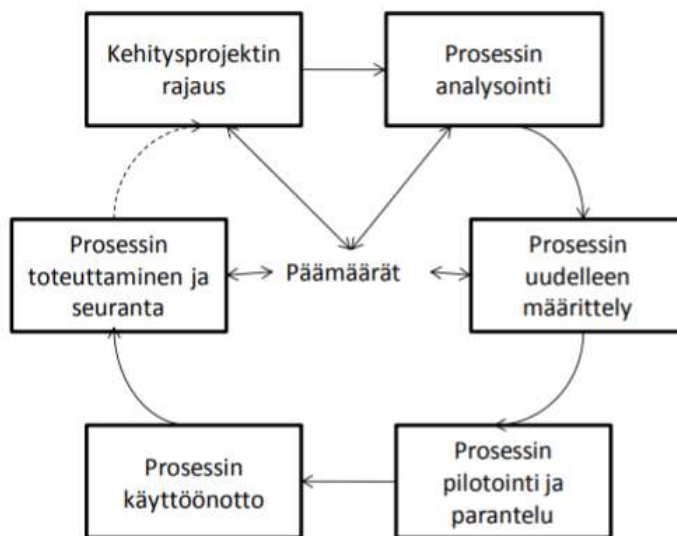 Kehitysprojektin
rajaus
Prosessin
analysointi
Prosessin
toteuttaminen ja
seuranta
Päämäärät
Prosessin
uudelleen
määrittely
Prosessin
käyttöönotto
Prosessin
pilotointi ja
parantelu